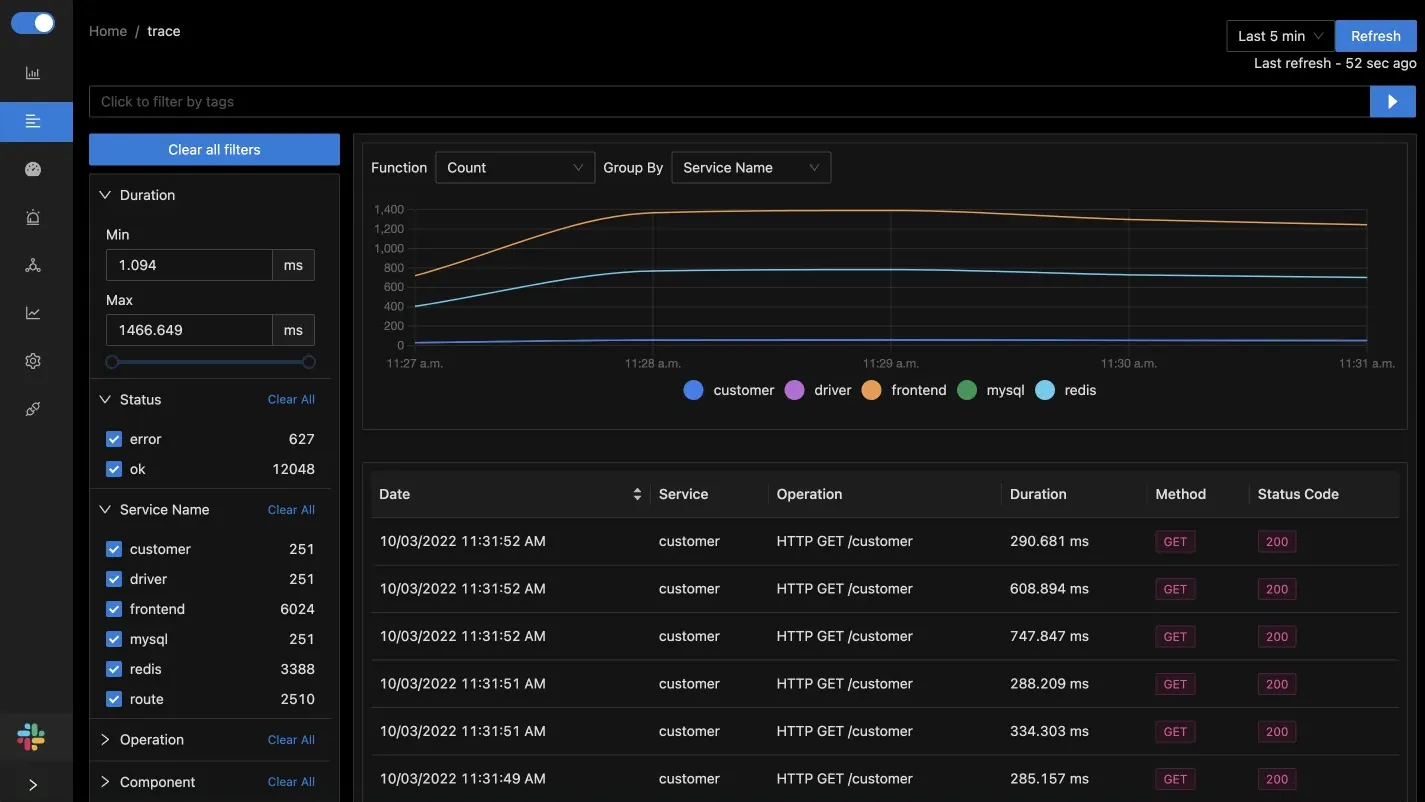 Home / trace
Last 5 min
Refresh
Last refresh - 52 sec ago
Click to filter by tags
Clear all filters
Duration
Min
1.094 ms
Max
1466.649 ms
Status Clear All
error 627
ok 12048
Service Name Clear All
customer 251
driver 251
frontend 6024
mysql 251
redis 3388
route 2510
Operation Clear All
Component Clear All
Function Count Group By Service Name
1,400
1,200
1,000
800
600
400
200
0
11:27 a.m. 11:28 a.m. 11:29 a.m. 11:30 a.m. 11:31 a.m.
customer driver frontend mysql redis
Date Service Operation Duration Method Status Code
10/03/2022 11:31:52 AM customer HTTP GET /customer 290.681 ms GET 200
10/03/2022 11:31:52 AM customer HTTP GET /customer 608.894 ms GET 200
10/03/2022 11:31:52 AM customer HTTP GET /customer 747.847 ms GET 200
10/03/2022 11:31:51 AM customer HTTP GET /customer 288.209 ms GET 200
10/03/2022 11:31:51 AM customer HTTP GET /customer 334.303 ms GET 200
10/03/2022 11:31:49 AM customer HTTP GET /customer 285.157 ms GET 200